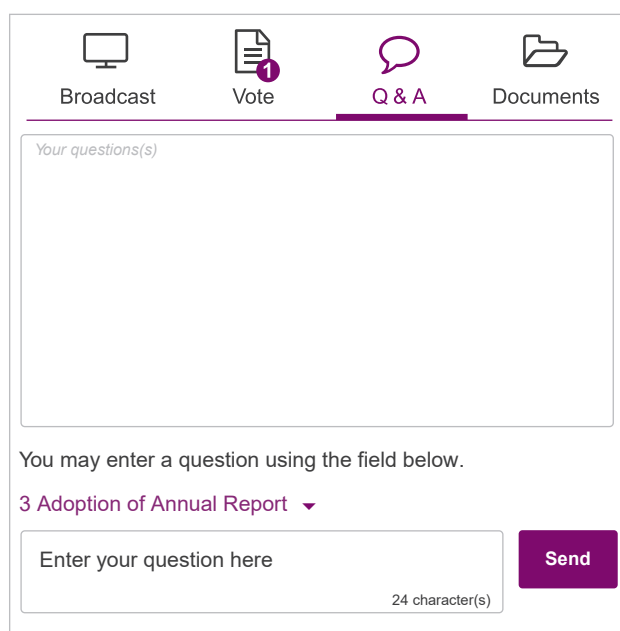 1
Broadcast Vote Q & A Documents
Your questions(s)
You may enter a question using the field below.
3 Adoption of Annual Report
Enter your question here
Send
24 character(s)